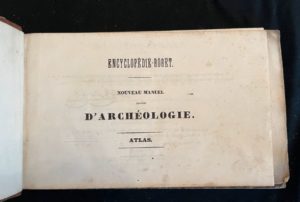 ENCYCLOPÉDIE-RORET.
NOUVEAU MANUEL
D'ARCHÉOLOGIE.
ATLAS.